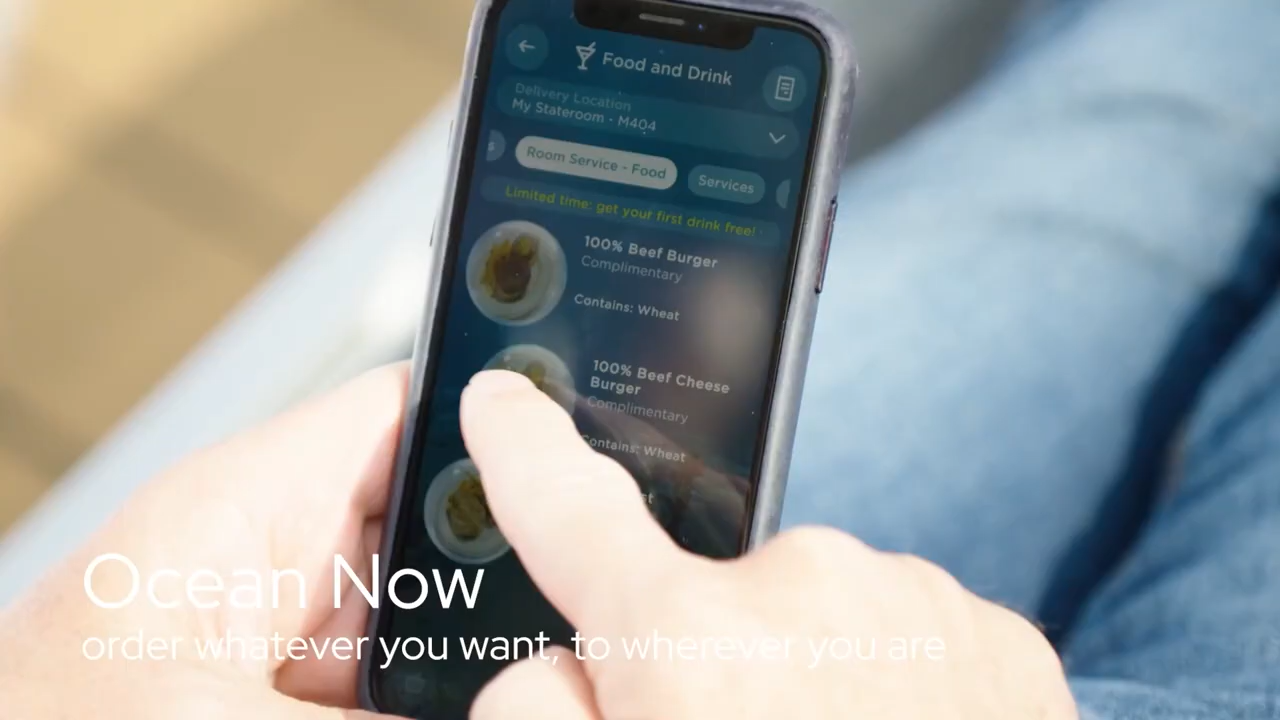 Food and Drink
Delivery Location
My Stateroom - M404
Room Service - Food
Services
Limited time: get your first drink free!
100% Beef Burger
Complimentary
Contains: Wheat
100% Beef Cheese
Burger
Complimentary
Contains: Wheat
Ocean Now
order whatever you want, to wherever you are